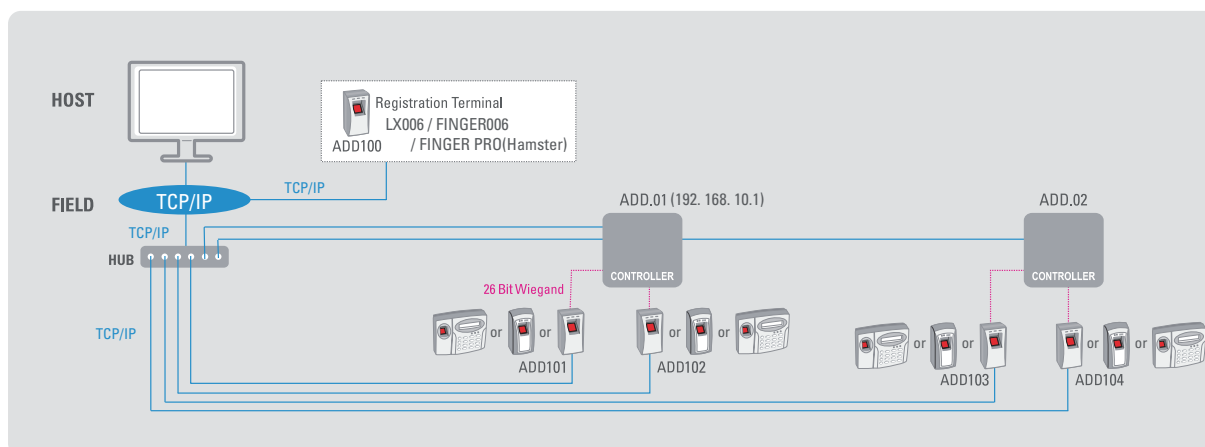 HOST
Registration Terminal
LX006 / FINGER006
ADD100
/ FINGER PRO(Hamster)
TCP/IP
FIELD
TCP/IP
ADD.01 (192. 168. 10.1)
ADD.02
TCP/IP
HUB
CONTROLLER
CONTROLLER
26 Bit Wiegand
TCP/IP
or
or
or
or
or
or
or
or
ADD101
ADD102
ADD103
ADD104